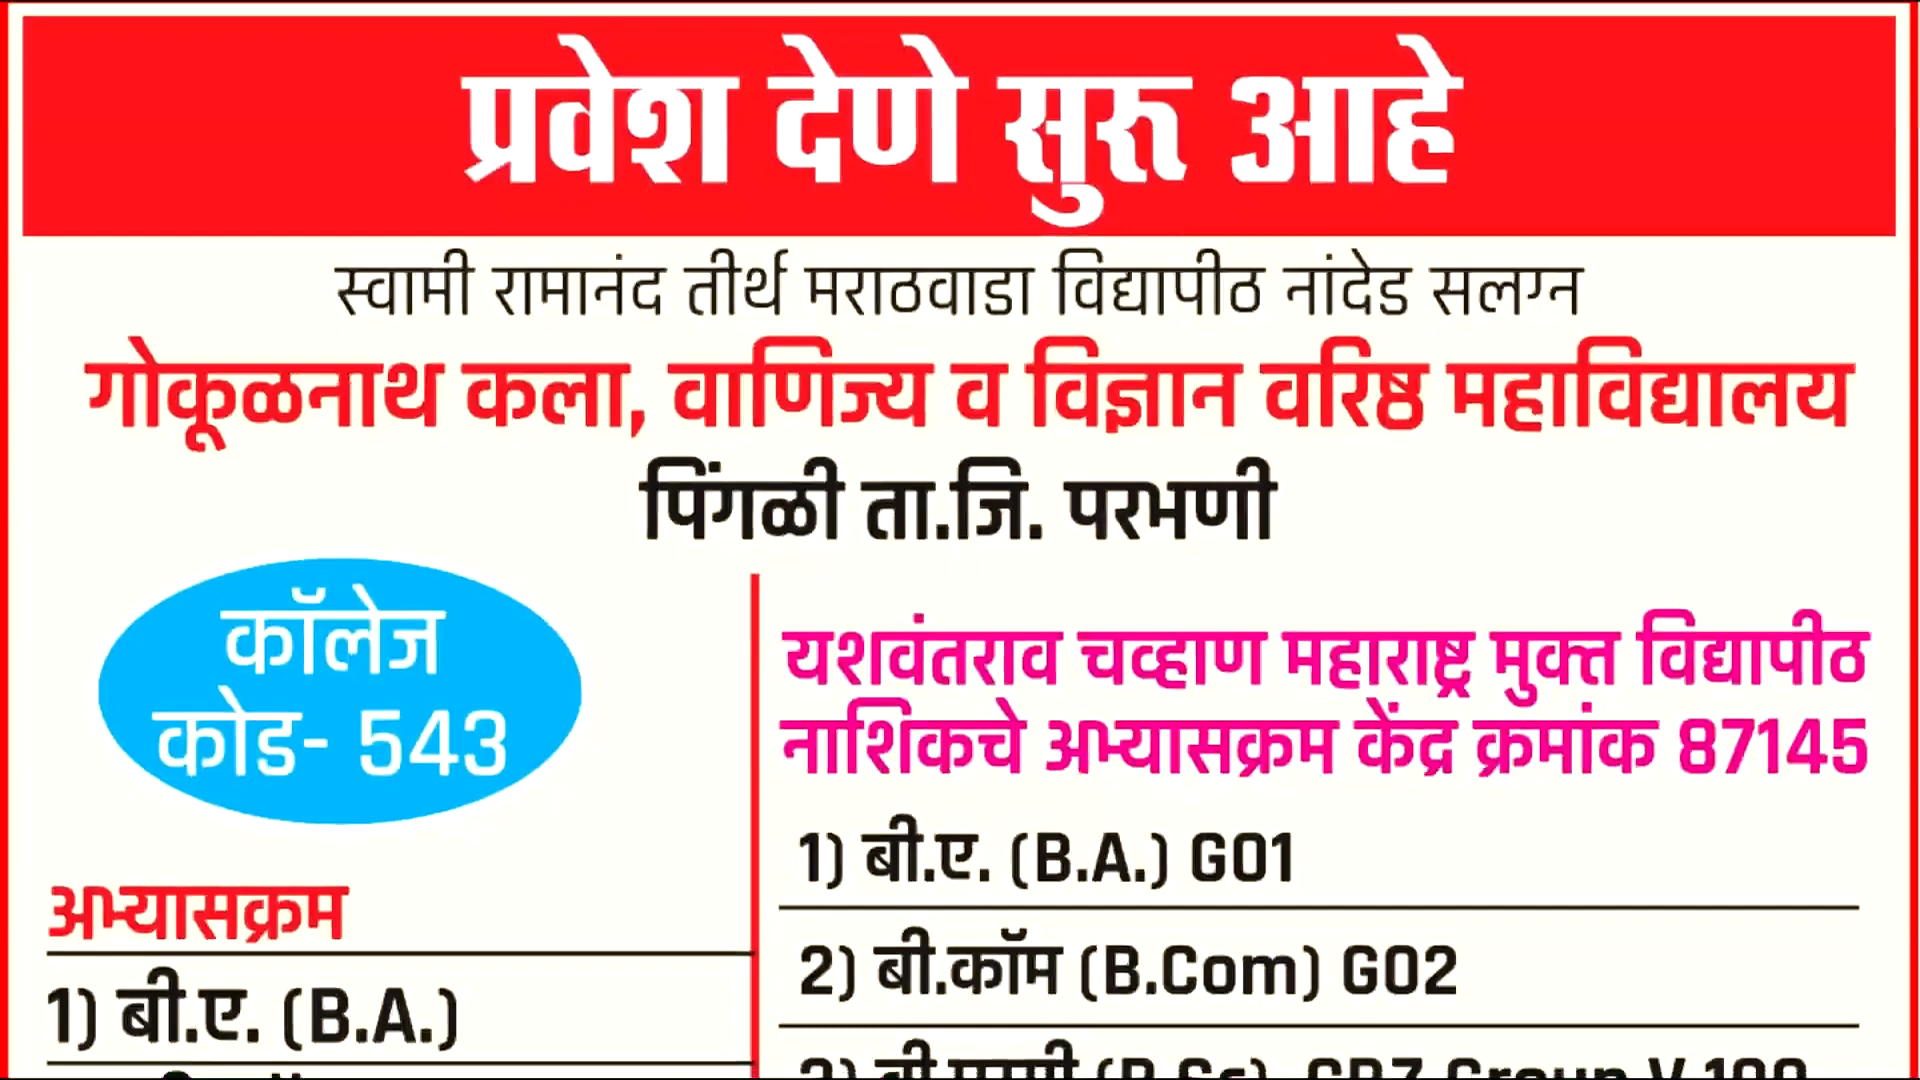 प्रवेश देणे सुरू आहे
स्वामी रामानंद तीर्थ मराठवाडा विद्यापीठ नांदेड सलग्न
गोकूळनाथ कला, वाणिज्य व विज्ञान वरिष्ठ महाविद्यालय
पिंगळी ता.जि. परभणी
कॉलेज
कोड- 543
अभ्यासक्रम
1) बी.ए. (B.A.)
यशवंतराव चव्हाण महाराष्ट्र मुक्त विद्यापीठ
नाशिकचे अभ्यासक्रम केंद्र क्रमांक 87145
1) बी.ए. (B.A.) G01
2) बी.कॉम (B.Com) G02